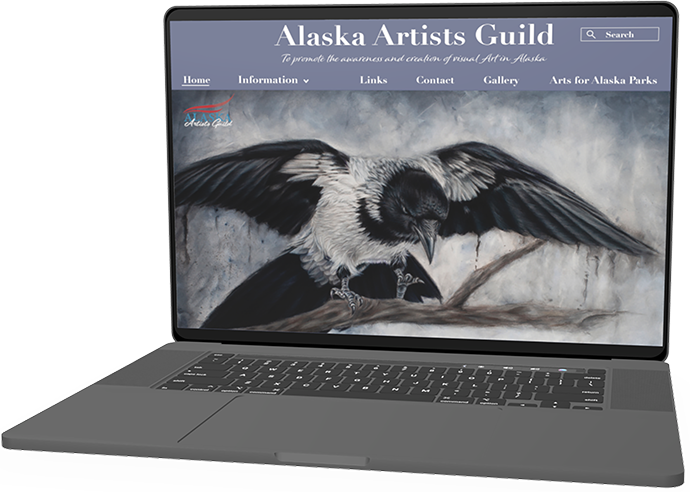 Alaska Artists Guild
Search
To promote the awareness and creation of visual Art in Alaska
Home Information Links Contact Gallery Arts for Alaska Parks
ALASKA
Artists Guild